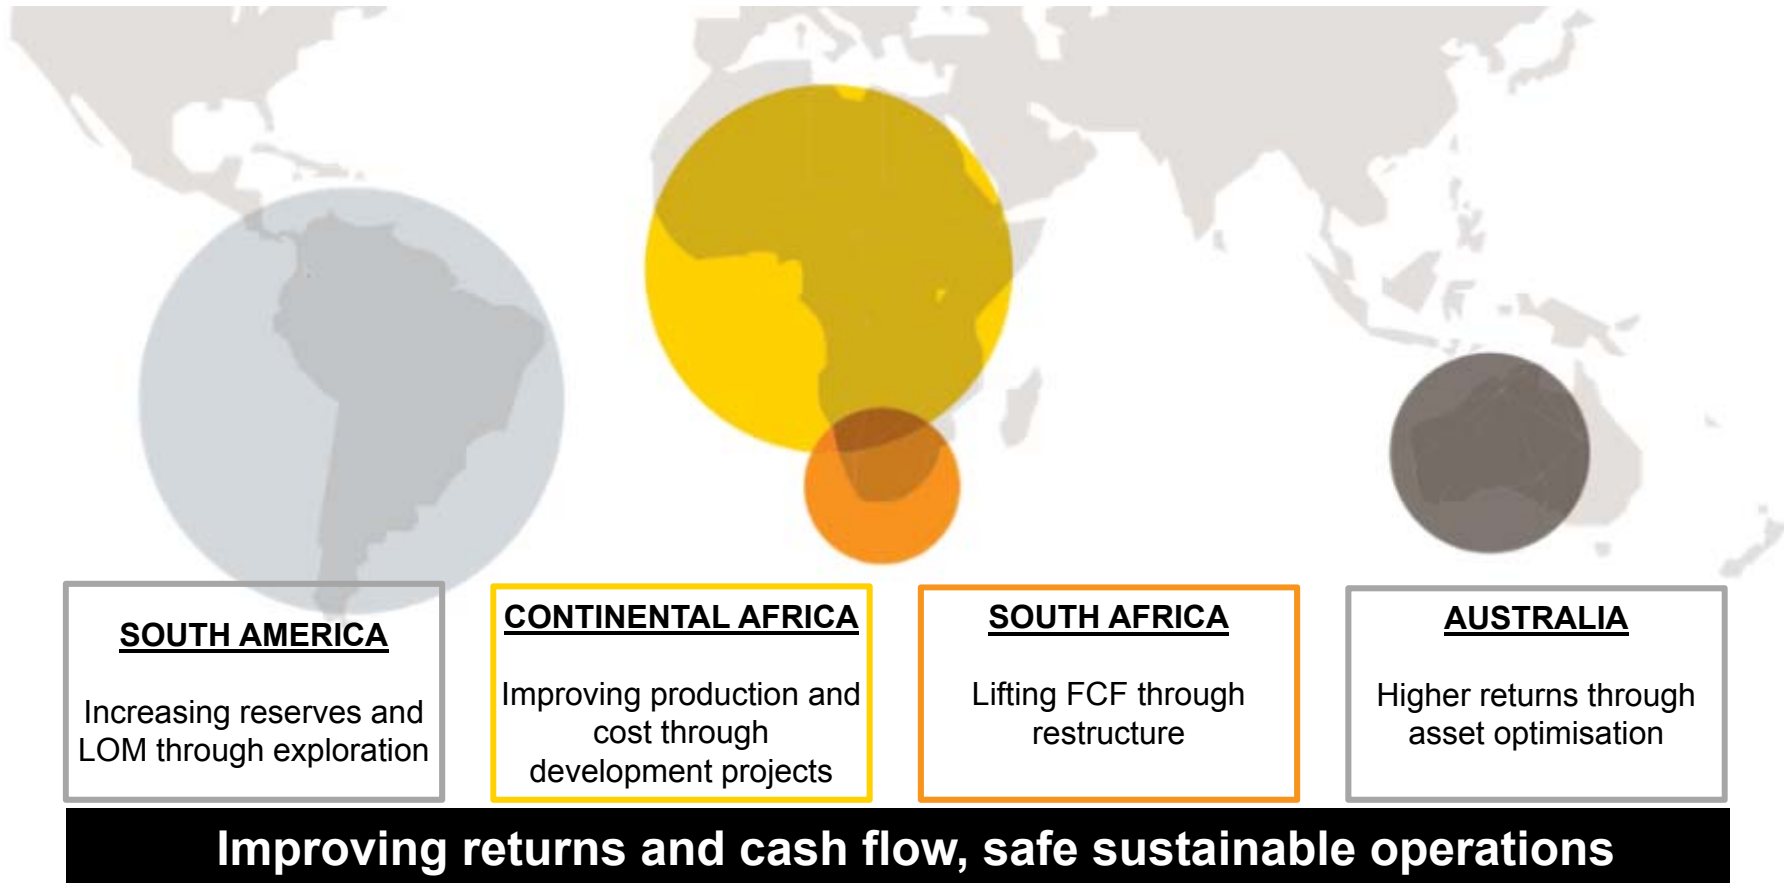 SOUTH AMERICA
Increasing reserves and
LOM through exploration
CONTINENTAL AFRICA
Improving production and
cost through
development projects
SOUTH AFRICA
Lifting FCF through
restructure
AUSTRALIA
Higher returns through
asset optimisation
Improving returns and cash flow, safe sustainable operations